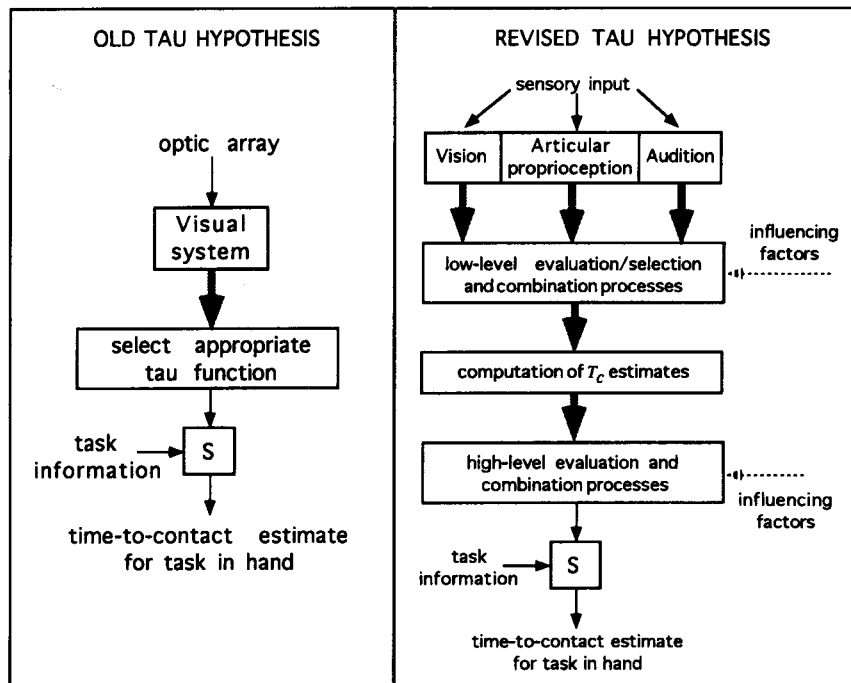 OLD TAU HYPOTHESIS
optic array
Visual
system
select appropriate
tau function
task
information
S
time-to-contact estimate
for task in hand
REVISED TAU HYPOTHESIS
sensory input
Vision
Articular
proprioception
Audition
influencing
factors
low-level evaluation/selection
and combination processes
computation of Tc estimates
high-level evaluation and
combination processes
influencing
factors
task
information
S
time-to-contact estimate
for task in hand